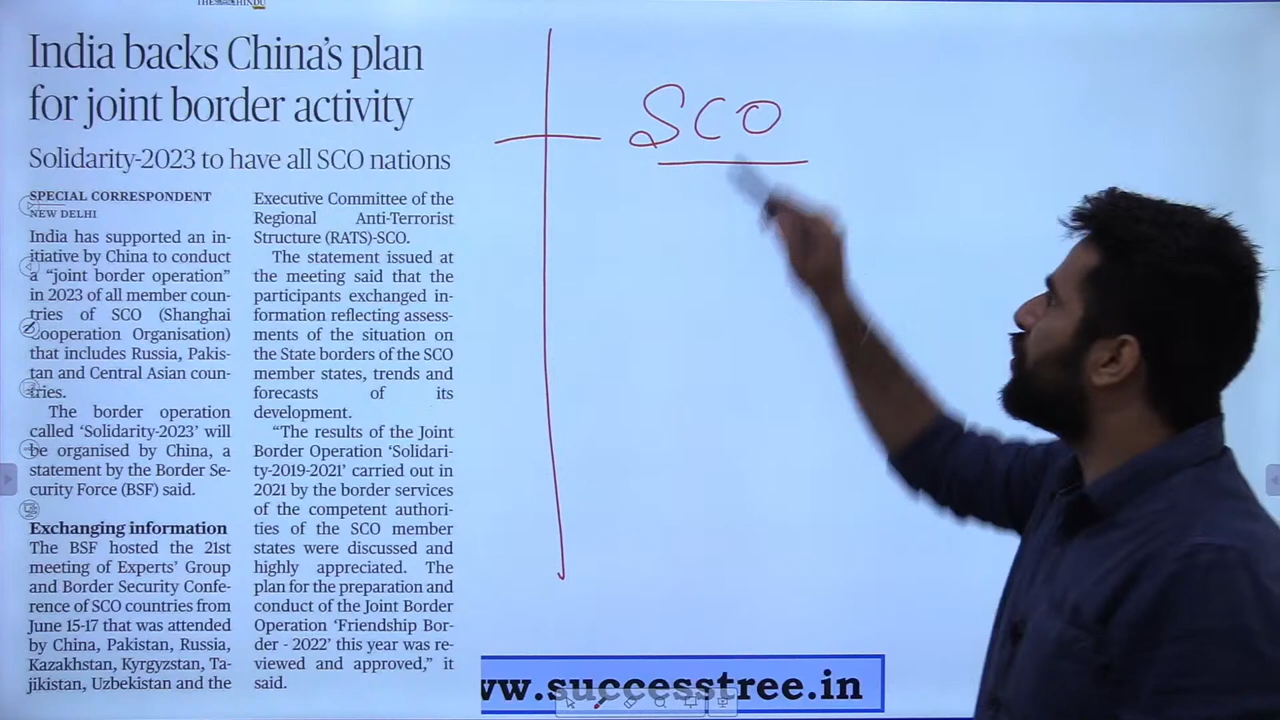 THE HINDU
India backs China's plan
for joint border activity
Solidarity-2023 to have all SCO nations
SPECIAL CORRESPONDENT
NEW DELHI
India has supported an in-
itiative by China to conduct
a “joint border operation”
in 2023 of all member coun-
tries of SCO (Shanghai
Cooperation Organisation)
that includes Russia, Pakis-
tan and Central Asian coun-
tries.
The border operation
called ‘Solidarity-2023’ will
be organised by China, a
statement by the Border Se-
curity Force (BSF) said.
Exchanging information
The BSF hosted the 21st
meeting of Experts’ Group
and Border Security Confe-
rence of SCO countries from
June 15-17 that was attended
by China, Pakistan, Russia,
Kazakhstan, Kyrgyzstan, Ta-
jikistan, Uzbekistan and the
Executive Committee of the
Regional Anti-Terrorist
Structure (RATS)-SCO.
The statement issued at
the meeting said that the
participants exchanged in-
formation reflecting assess-
ments of the situation on
the State borders of the SCO
member states, trends and
forecasts of its
development.
“The results of the Joint
Border Operation ‘Solidari-
ty-2019-2021’ carried out in
2021 by the border services
of the competent authori-
ties of the SCO member
states were discussed and
highly appreciated. The
plan for the preparation and
conduct of the Joint Border
Operation ‘Friendship Bor-
der - 2022’ this year was re-
viewed and approved,” it
said.
SCO
ww.successtree.in